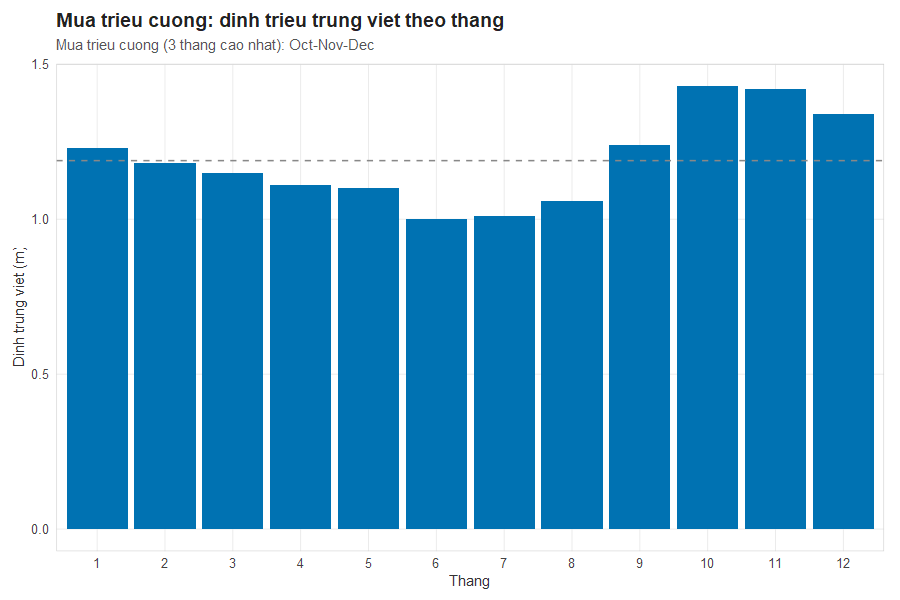 Mua trieu cuong: dinh trieu trung viet theo thang
Mua trieu cuong (3 thang cao nhat): Oct-Nov-Dec
Dinh trung viet (m)
1.5
1.0
0.5
0.0
1 2 3 4 5 6 7 8 9 10 11 12
Thang